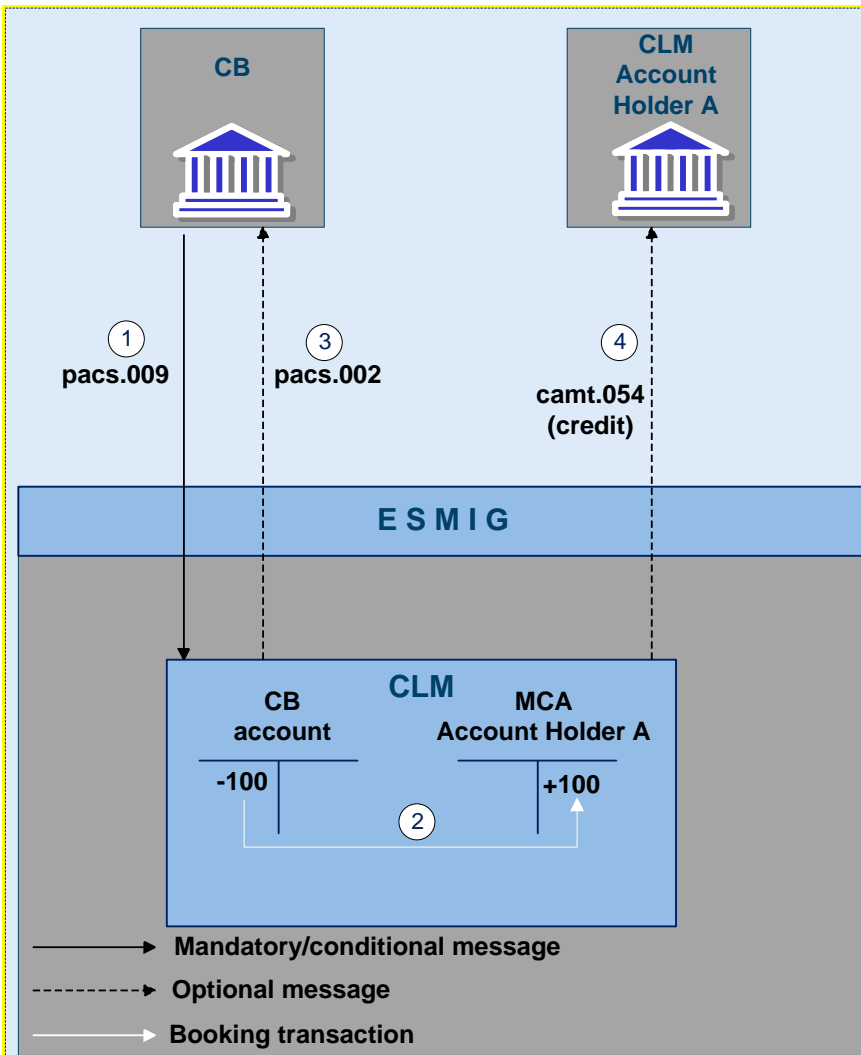 CB
CLM
Account
Holder A
1
pacs.009
3
pacs.002
4
camt.054
(credit)
E S M I G
CLM
CB
account
MCA
Account Holder A
-100
+100
2
Mandatory/conditional message
Optional message
Booking transaction